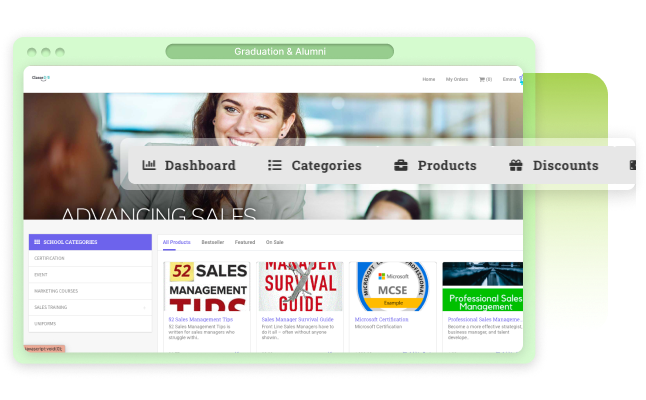 Graduation & Alumni
Home My Orders (0) Emma
Dashboard Categories Products Discounts
ADVANCING SALES
SCHOOL CATEGORIES
CERTIFICATION
EVENT
MARKETING COURSES
SALES TRAINING
UNIFORMS
All Products Bestseller Featured On Sale
52 SALES
MANAGEMENT
TIPS
52 Sales Management Tips
52 Sales Management Tips is
written for sales managers who
struggle with..
MANAGER
SURVIVAL
GUIDE
Sales Manager Survival Guide
Front Line Sales Managers have to
do it all – often without anyone
shown..
Microsoft
MCSE
Example
Microsoft Certification
Microsoft Certification
Professional Sales
Management
Professional Sales Manageme..
Become a more effective strategist,
business manager, and talent
develope..
javascript:void(0);